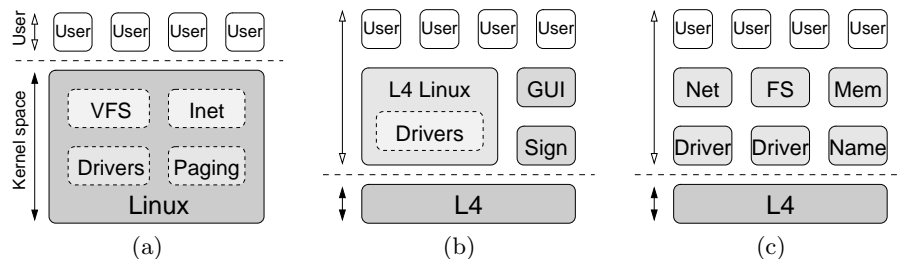 User
User User User User
Kernel space
VFS Inet
Drivers Paging
Linux
(a)
User User User User
L4 Linux
Drivers
GUI
Sign
L4
(b)
User User User User
Net FS Mem
Driver Driver Name
L4
(c)